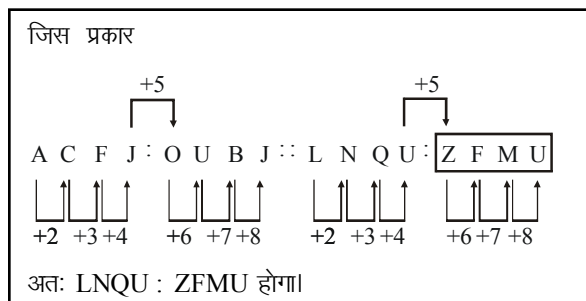 जिस प्रकार
+5 +5
A C F J : O U B J :: L N Q U : Z F M U
+2 +3 +4 +6 +7 +8 +2 +3 +4 +6 +7 +8
अतः LNQU : ZFMU होगा।